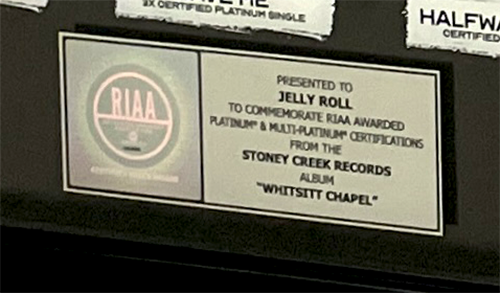 2X CERTIFIED PLATINUM SINGLE
HALFWA
CERTIFIED
RIAA
PRESENTED TO
JELLY ROLL
TO COMMEMORATE RIAA AWARDED
PLATINUM® & MULTI-PLATINUM® CERTIFICATIONS
FROM THE
STONEY CREEK RECORDS
ALBUM
"WHITSITT CHAPEL"